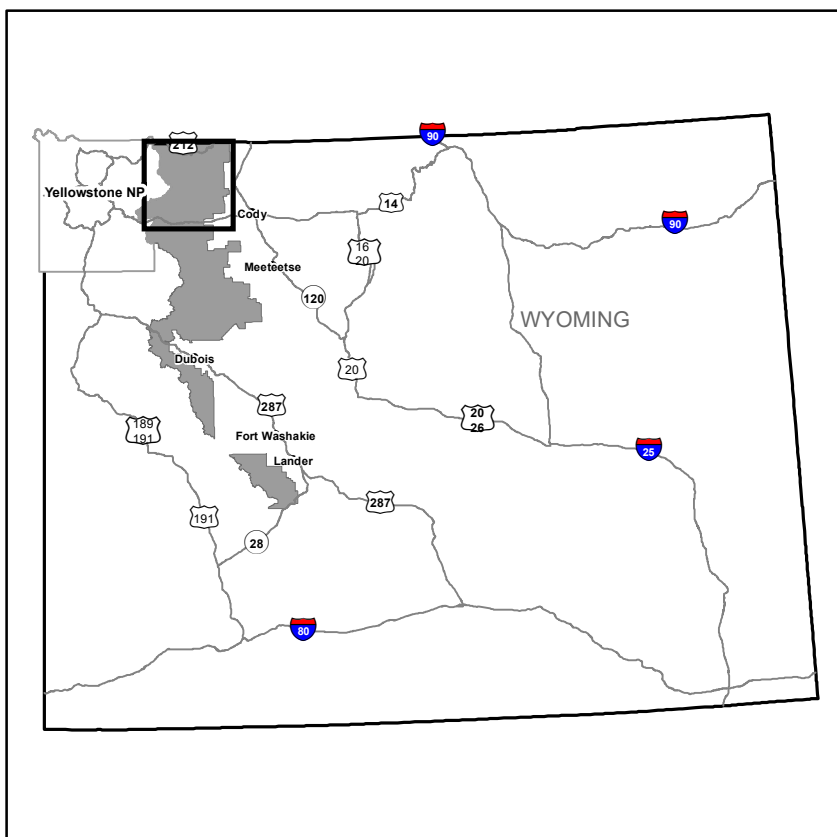 90
212
Yellowstone NP
14
Cody
90
16
20
Meeteetse
120
WYOMING
Dubois
20
287
20
26
189
191
Fort Washakie
25
Lander
287
191
28
80